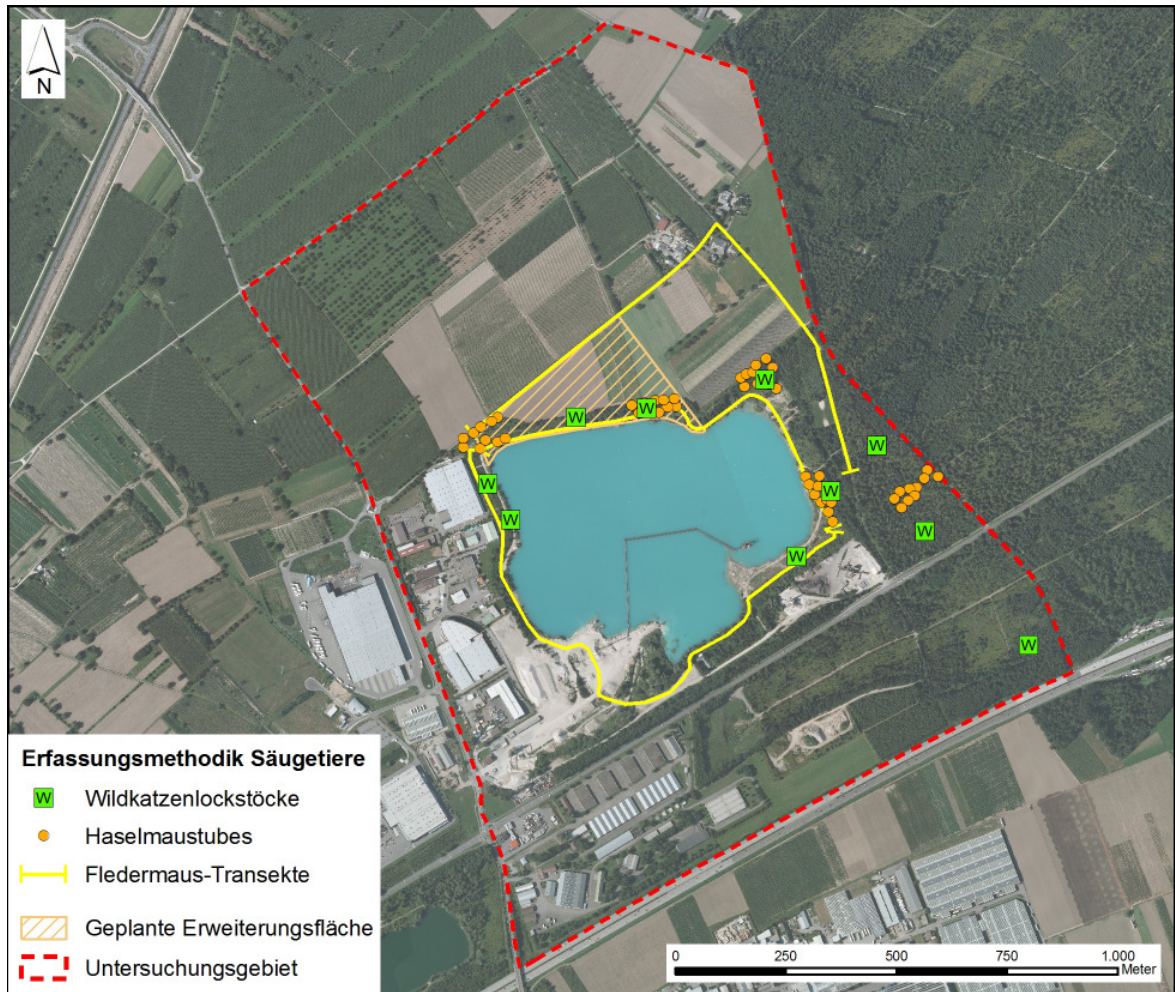 N
W
W
W
W
W
W
W
W
W
W
Erfassungsmethodik Säugetiere
W Wildkatzenlockstöcke
Haselmaustubes
Fledermaus-Transekte
Geplante Erweiterungsfläche
Untersuchungsgebiet
0 250 500 750 1.000
Meter